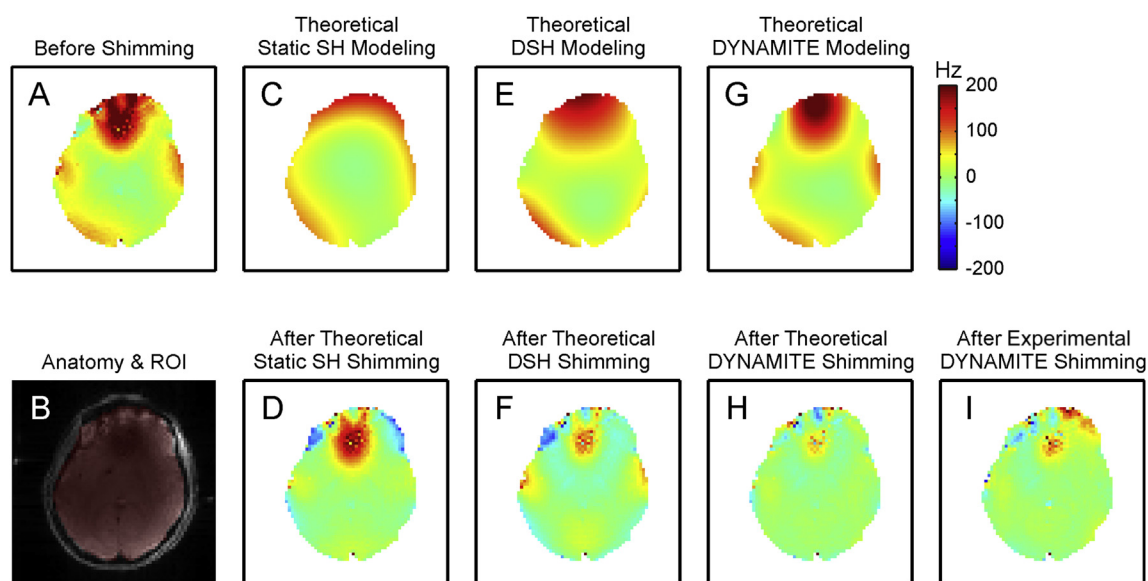 Before Shimming
Theoretical
Static SH Modeling
Theoretical
DSH Modeling
Theoretical
DYNAMITE Modeling
A
C
E
G
Hz
200
100
0
-100
-200
Anatomy & ROI
After Theoretical
Static SH Shimming
After Theoretical
DSH Shimming
After Theoretical
DYNAMITE Shimming
After Experimental
DYNAMITE Shimming
B
D
F
H
I